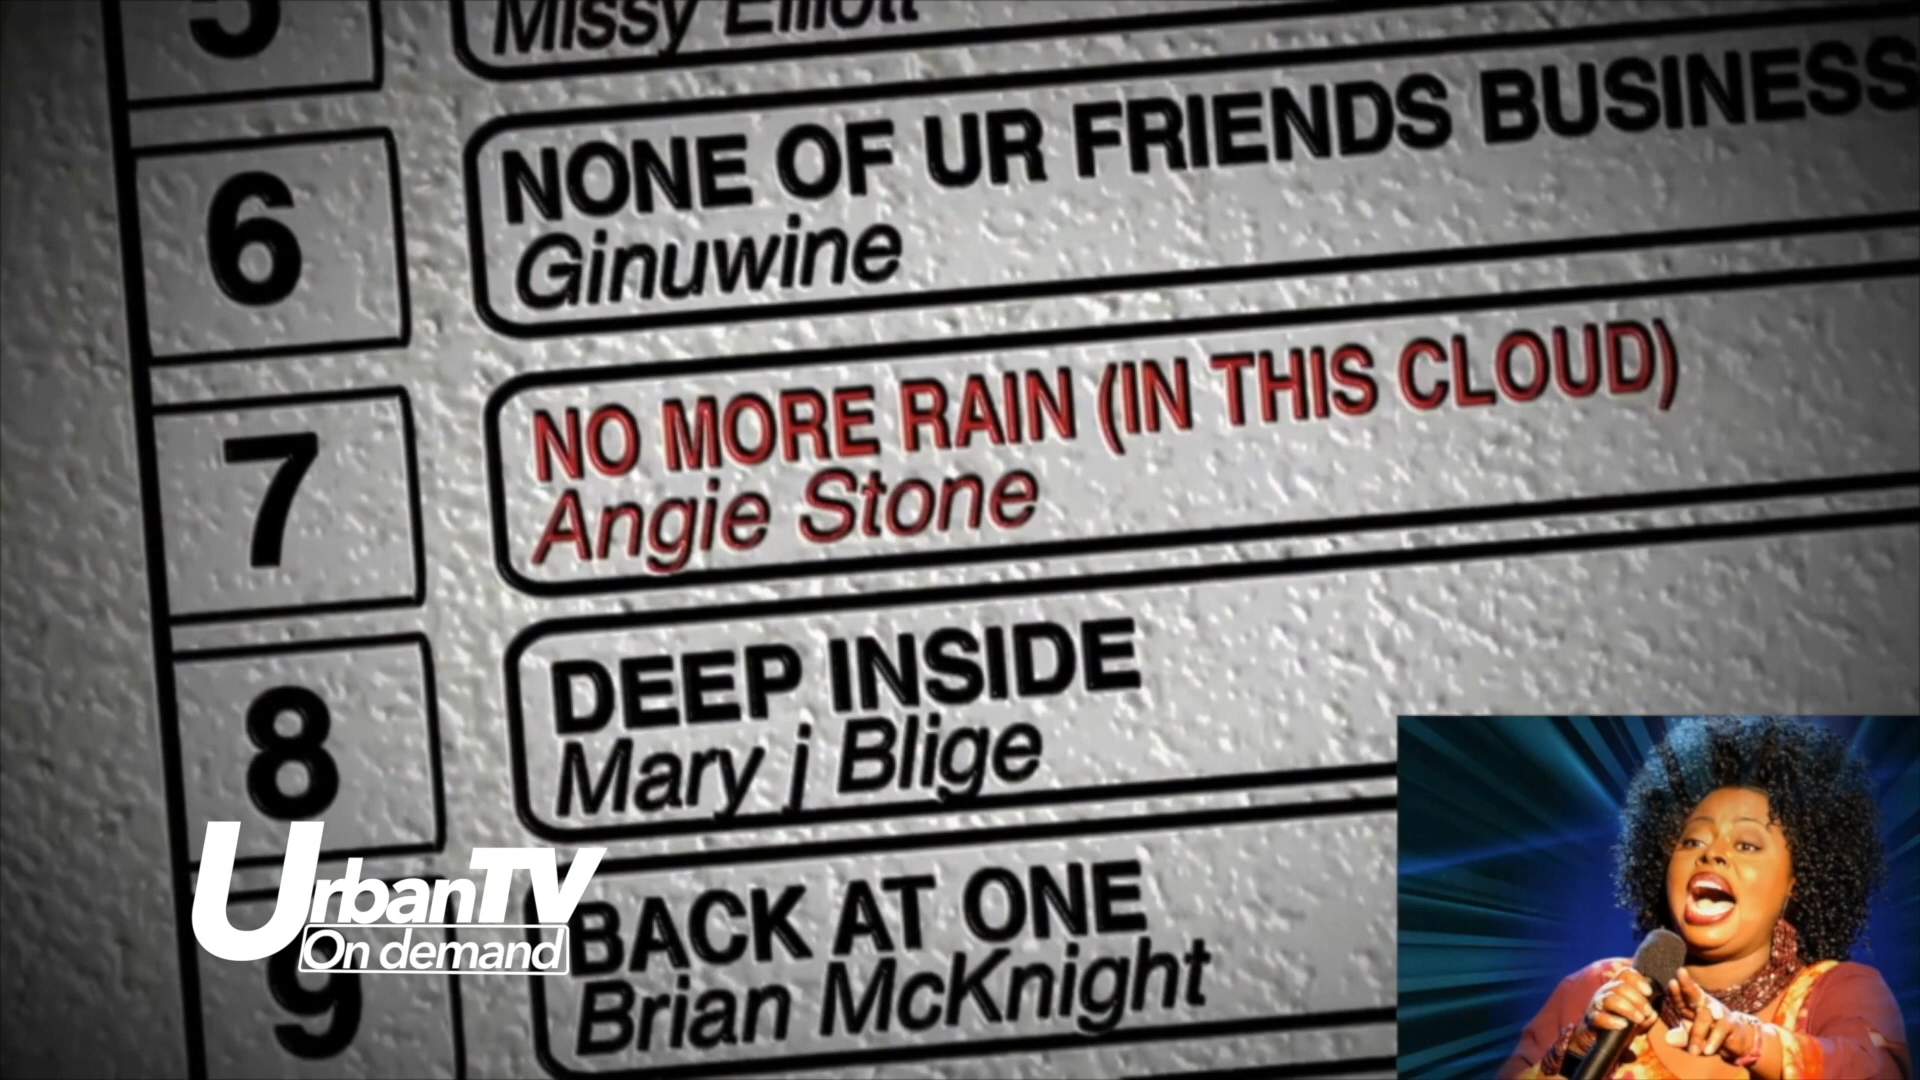 5
Missy Elliott
6
NONE OF UR FRIENDS BUSINESS
Ginuwine
7
NO MORE RAIN (IN THIS CLOUD)
Angie Stone
8
DEEP INSIDE
Mary j Blige
9
BACK AT ONE
Brian McKnight
UrbanTV
On demand